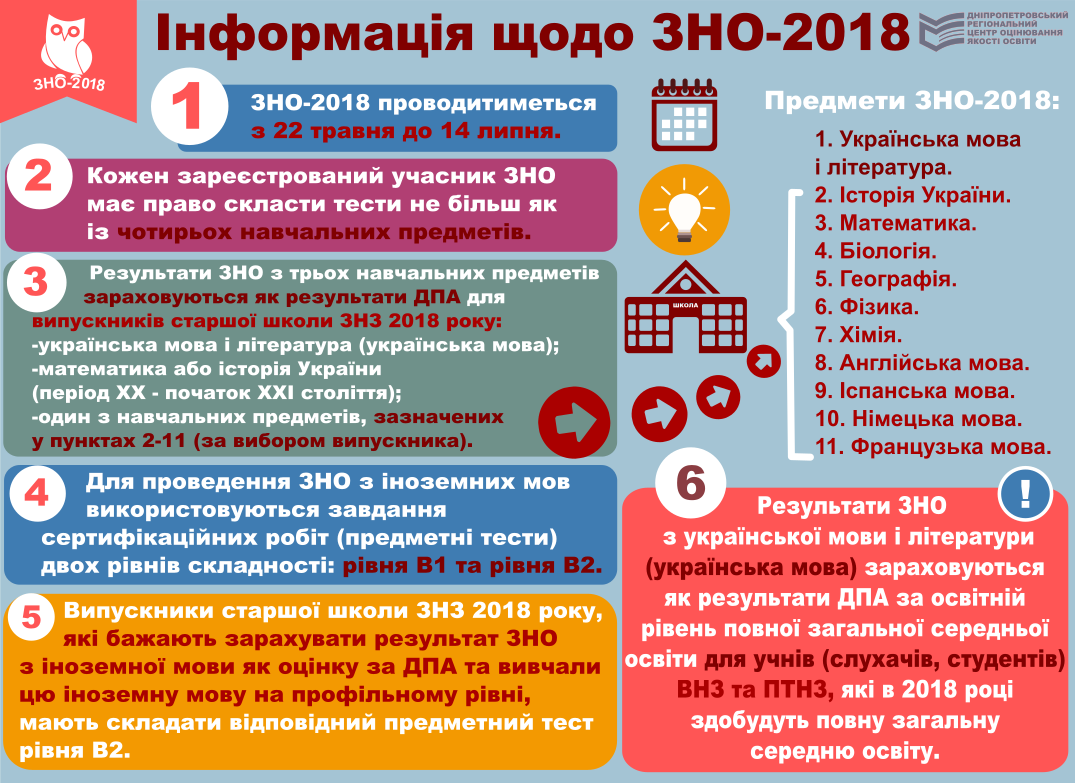 ЗНО-2018
Інформація щодо ЗНО-2018
ДНІПРОПЕТРОВСЬКИЙ
РЕГІОНАЛЬНИЙ
ЦЕНТР ОЦІНЮВАННЯ
ЯКОСТІ ОСВІТИ
1
ЗНО-2018 проводитиметься
з 22 травня до 14 липня.
2
Кожен зареєстрований учасник ЗНО
має право скласти тести не більш як
із чотирьох навчальних предметів.
3
Результати ЗНО з трьох навчальних предметів
зараховуються як результати ДПА для
випускників старшої школи ЗНЗ 2018 року:
-українська мова і література (українська мова);
-математика або історія України
(період ХХ - початок ХХІ століття);
-один з навчальних предметів, зазначених
у пунктах 2-11 (за вибором випускника).
4
Для проведення ЗНО з іноземних мов
використовуються завдання
сертифікаційних робіт (предметні тести)
двох рівнів складності: рівня В1 та рівня В2.
5
Випускники старшої школи ЗНЗ 2018 року,
які бажають зарахувати результат ЗНО
з іноземної мови як оцінку за ДПА та вивчали
цю іноземну мову на профільному рівні,
мають складати відповідний предметний тест
рівня В2.
ШКОЛА
Предмети ЗНО-2018:
1. Українська мова
і література.
2. Історія України.
3. Математика.
4. Біологія.
5. Географія.
6. Фізика.
7. Хімія.
8. Англійська мова.
9. Іспанська мова.
10. Німецька мова.
11. Французька мова.
6
!
Результати ЗНО
з української мови і літератури
(українська мова) зараховуються
як результати ДПА за освітній
рівень повної загальної середньої
освіти для учнів (слухачів, студентів)
ВНЗ та ПТНЗ, які в 2018 році
здобудуть повну загальну
середню освіту.